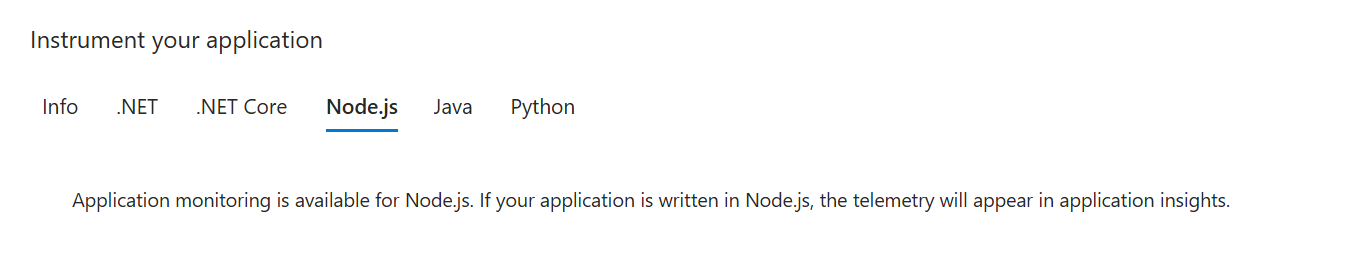 Instrument your application
Info .NET .NET Core Node.js Java Python
Application monitoring is available for Node.js. If your application is written in Node.js, the telemetry will appear in application insights.